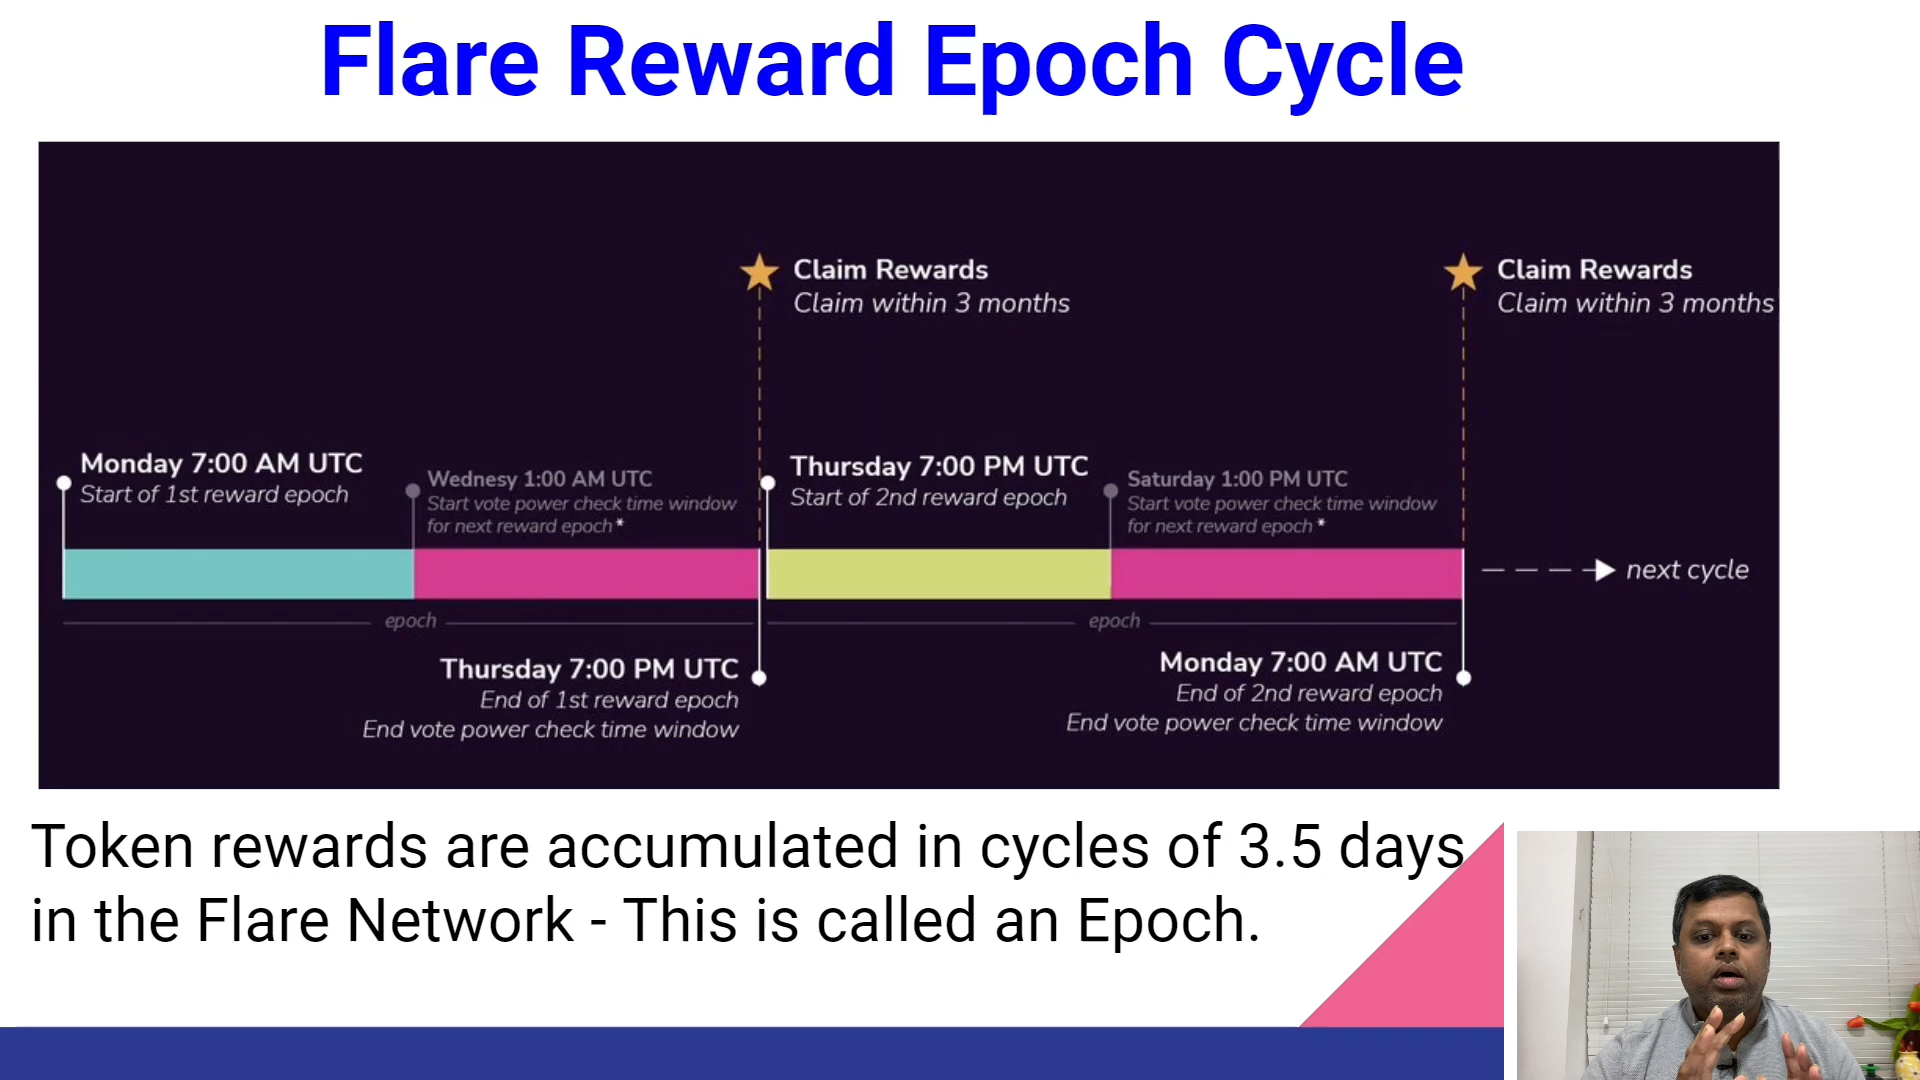 Flare Reward Epoch Cycle
Claim Rewards
Claim within 3 months
Claim Rewards
Claim within 3 months
Monday 7:00 AM UTC
Start of 1st reward epoch
Wednesy 1:00 AM UTC
Start vote power check time window
for next reward epoch *
Thursday 7:00 PM UTC
Start of 2nd reward epoch
Saturday 1:00 PM UTC
Start vote power check time window
for next reward epoch *
next cycle
epoch
epoch
Thursday 7:00 PM UTC
End of 1st reward epoch
End vote power check time window
Monday 7:00 AM UTC
End of 2nd reward epoch
End vote power check time window
Token rewards are accumulated in cycles of 3.5 days
in the Flare Network - This is called an Epoch.